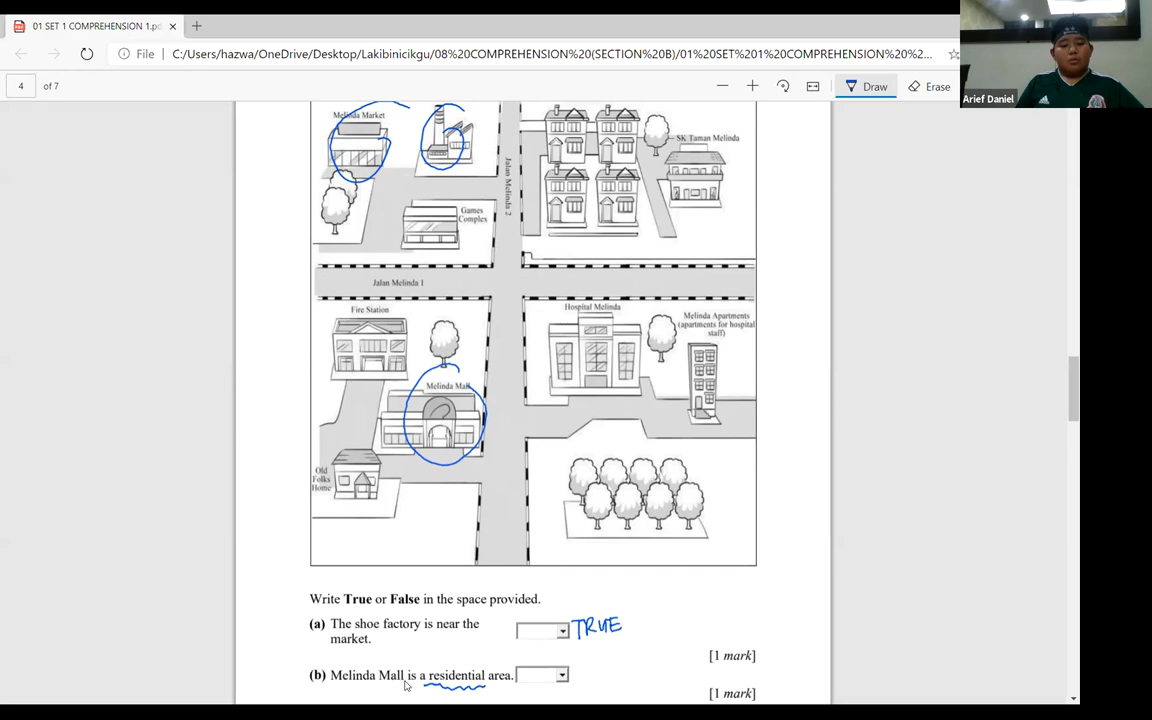 01 SET 1 COMPREHENSION 1.pd
File C:/Users/hazwa/OneDrive/Desktop/Lakibinicikgu/08%20COMPREHENSION%20(SECTION%20B)/01%20SET%201%20COMPREHENSION%20%2...
4 of 7
Draw
Erase
Arief Daniel
Melinda Market
SK Taman Melinda
Jalan Melinda 2
Games
Complex
Jalan Melinda 1
Fire Station
Hospital Melinda
Melinda Apartments
(apartments for hospital
staff)
Melinda Mall
Old
Folks
Home
Write True or False in the space provided.
(a) The shoe factory is near the
market.
TRUE
[1 mark]
(b) Melinda Mall is a residential area.
[1 mark]